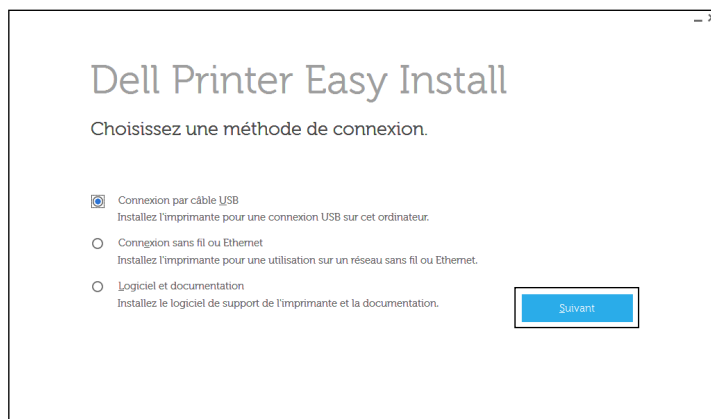 Dell Printer Easy Install
Choisissez une méthode de connexion.
Connexion par câble USB
Installez l'imprimante pour une connexion USB sur cet ordinateur.
Connexion sans fil ou Ethernet
Installez l'imprimante pour une utilisation sur un réseau sans fil ou Ethernet.
Logiciel et documentation
Installez le logiciel de support de l'imprimante et la documentation.
Suivant